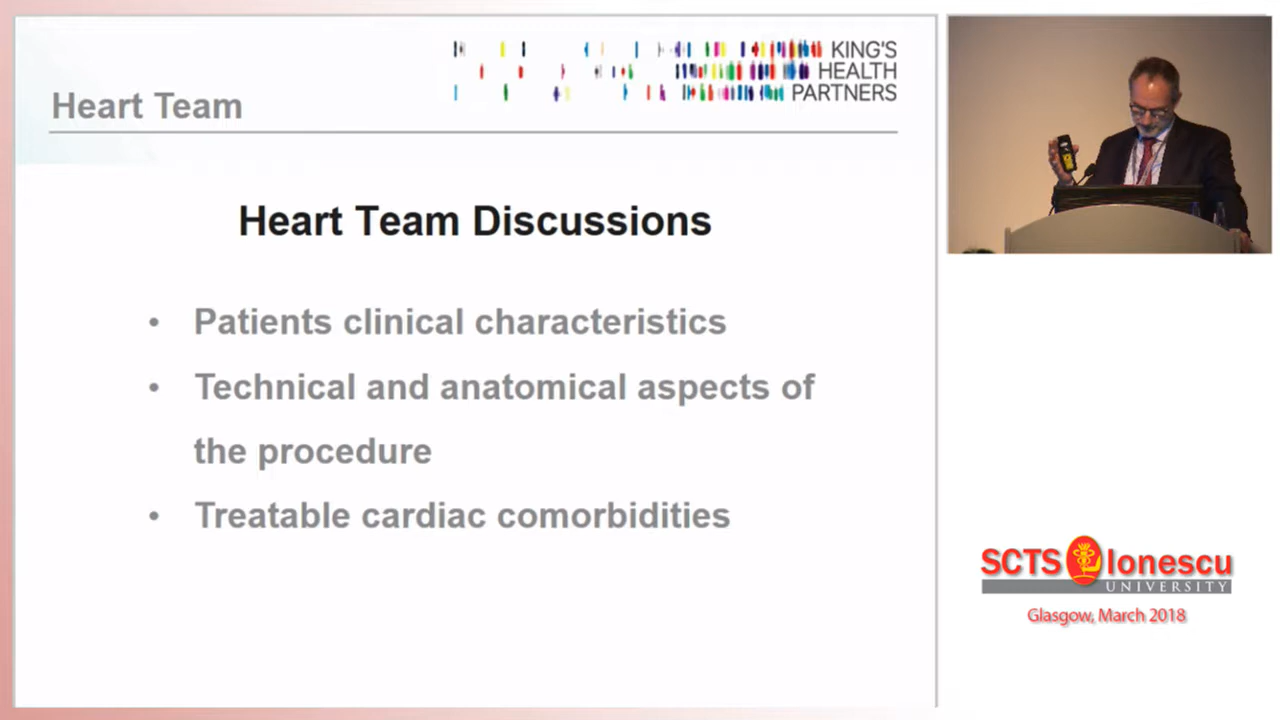 KING'S
HEALTH
PARTNERS
Heart Team
Heart Team Discussions
• Patients clinical characteristics
• Technical and anatomical aspects of
the procedure
• Treatable cardiac comorbidities
SCTS Ionescu
UNIVERSITY
Glasgow, March 2018